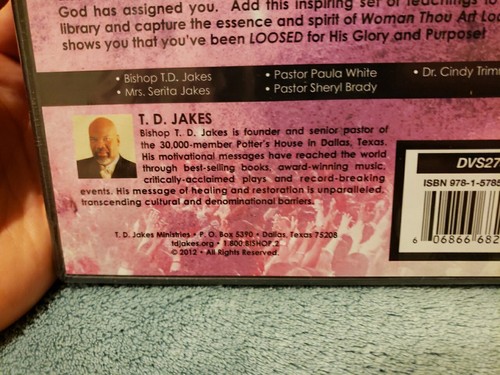 God has assigned you. Add this inspiring set of teachings to
library and capture the essence and spirit of Woman Thou Art Loo
shows you that you've been LOOSED for His Glory and Purpose!
• Bishop T.D. Jakes • Pastor Paula White • Dr. Cindy Trimm
• Mrs. Serita Jakes • Pastor Sheryl Brady
T. D. JAKES
Bishop T. D. Jakes is founder and senior pastor of
the 30,000-member Potter's House in Dallas, Texas.
His motivational messages have reached the world
through best-selling books, award-winning music,
critically-acclaimed plays and record-breaking
events. His message of healing and restoration is unparalleled,
transcending cultural and denominational barriers.
T. D. Jakes Ministries • P. O. Box 5390 • Dallas, Texas 75208
tdjakes.org • 1.800.BISHOP.2
© 2012 • All Rights Reserved.
DVS27
ISBN 978-1-5785
6 06866 682